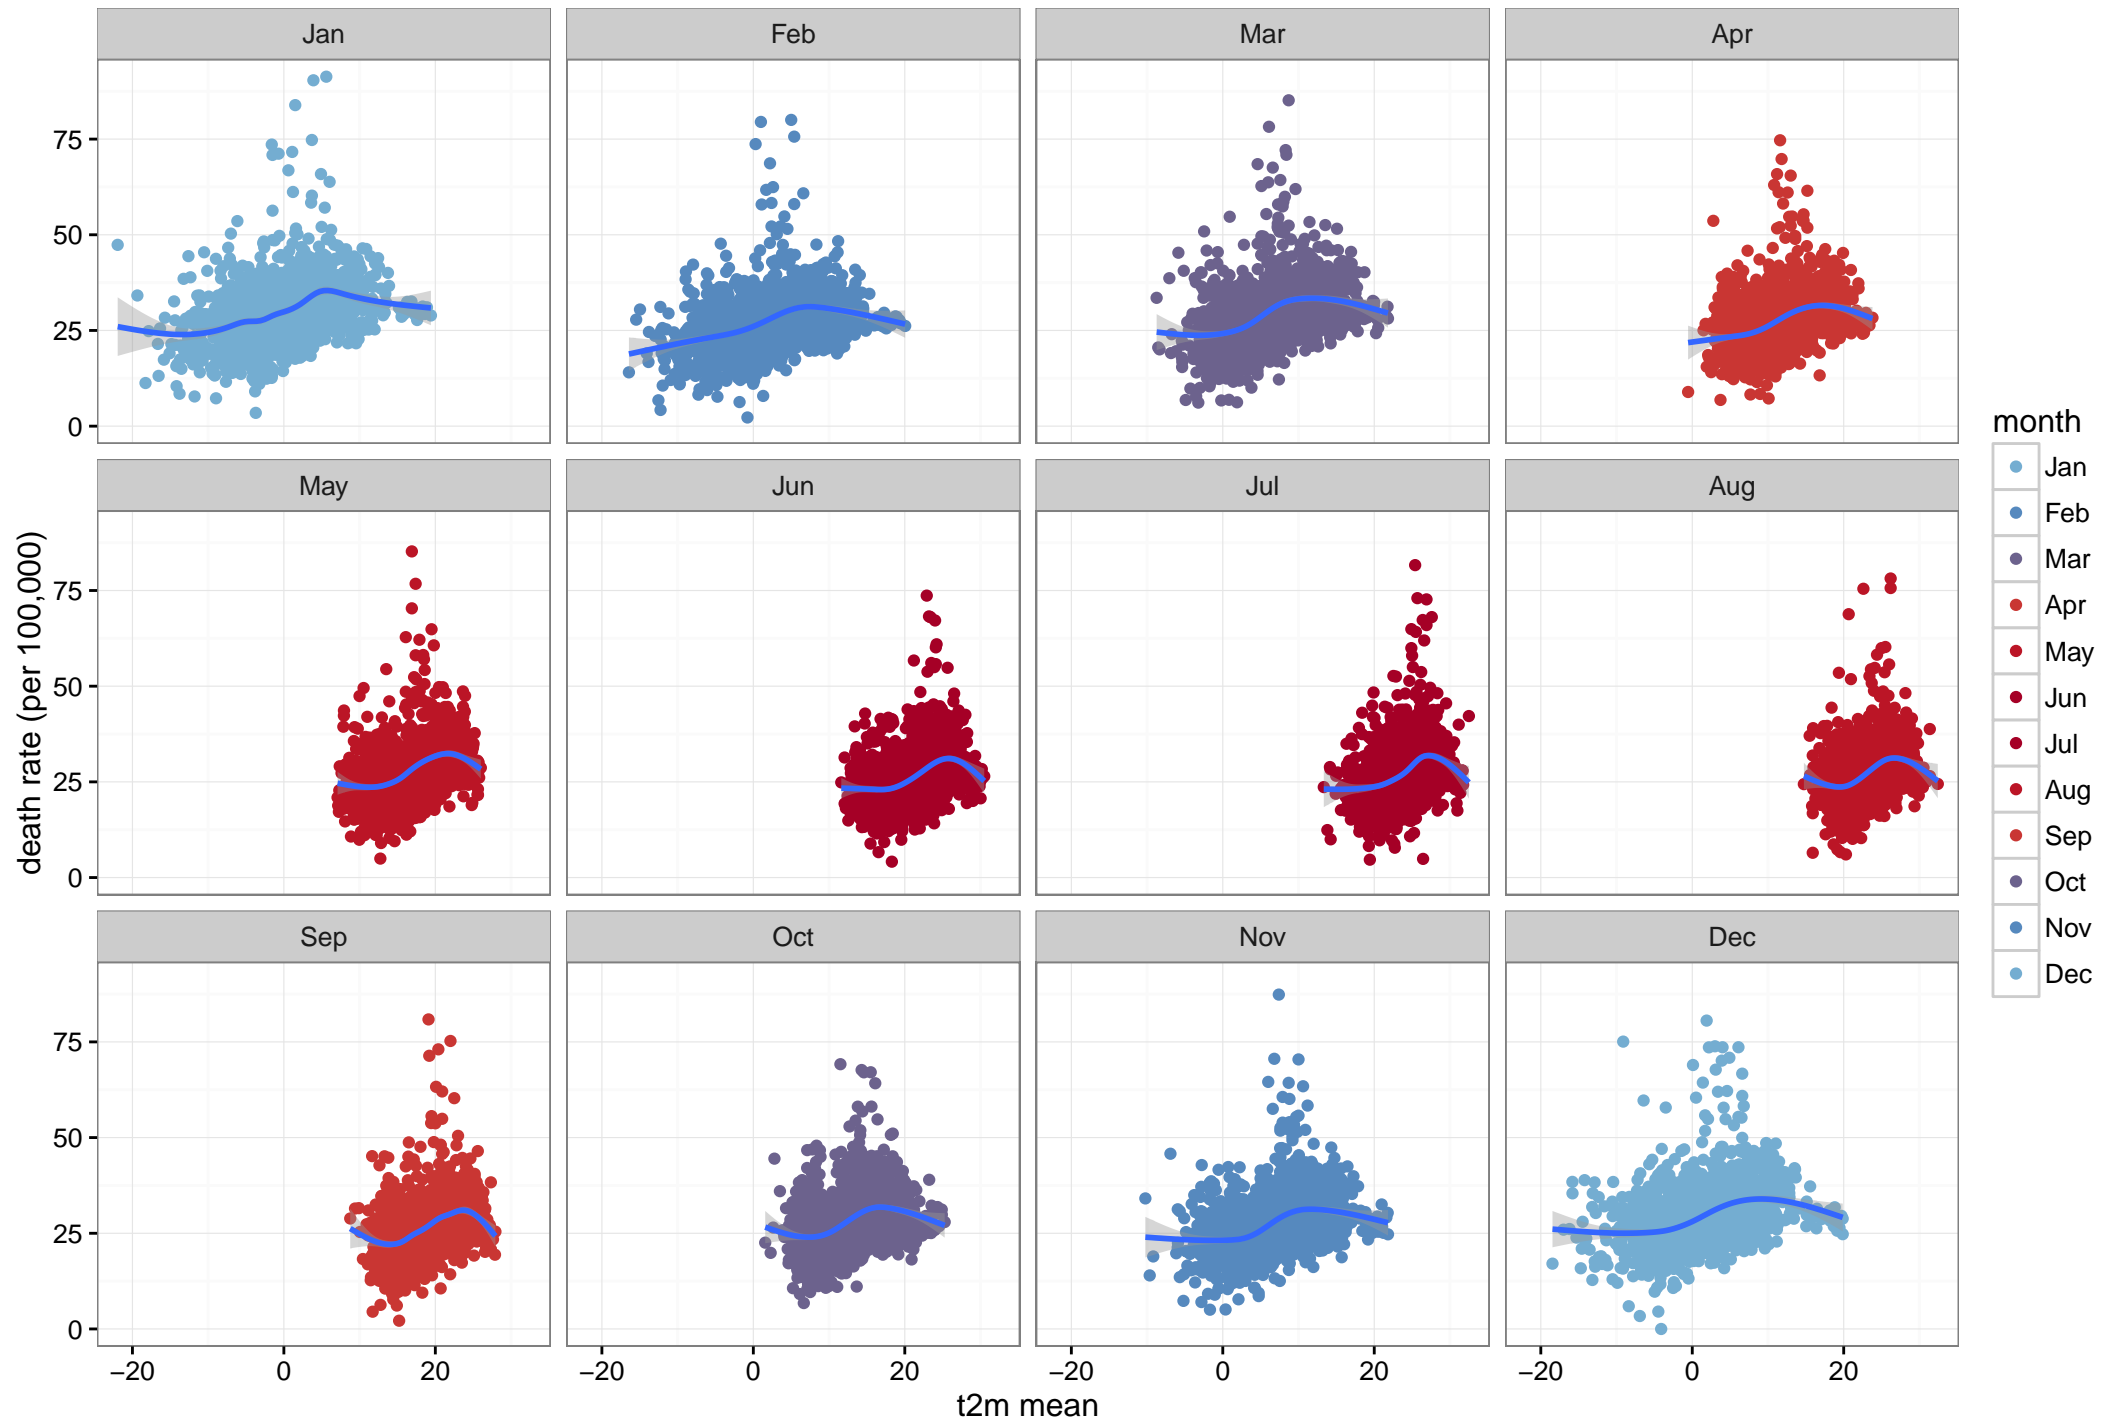 Jan Feb Mar Apr
75
50
25
0
May Jun Jul Aug
75
50
25
0
Sep Oct Nov Dec
75
50
25
0
−20 0 20 −20 0 20 −20 0 20 −20 0 20
t2m mean
death rate (per 100,000)
month
Jan
Feb
Mar
Apr
May
Jun
Jul
Aug
Sep
Oct
Nov
Dec